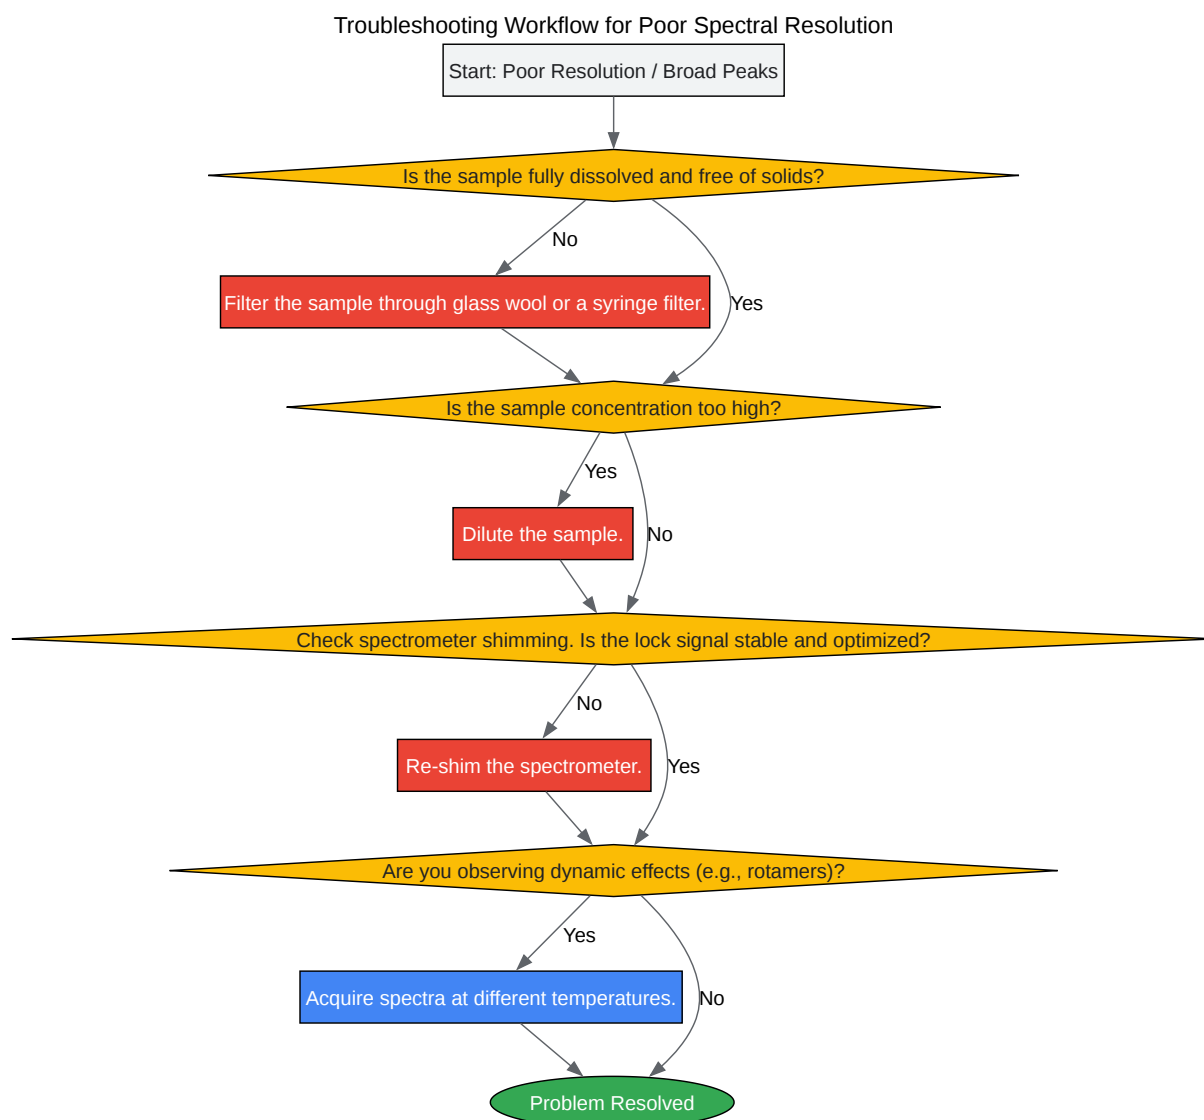 Troubleshooting Workflow for Poor Spectral Resolution
Start: Poor Resolution / Broad Peaks
Is the sample fully dissolved and free of solids?
No
Filter the sample through glass wool or a syringe filter.
Yes
Is the sample concentration too high?
Yes
Dilute the sample.
No
Check spectrometer shimming. Is the lock signal stable and optimized?
No
Re-shim the spectrometer.
Yes
Are you observing dynamic effects (e.g., rotamers)?
Yes
Acquire spectra at different temperatures.
No
Problem Resolved